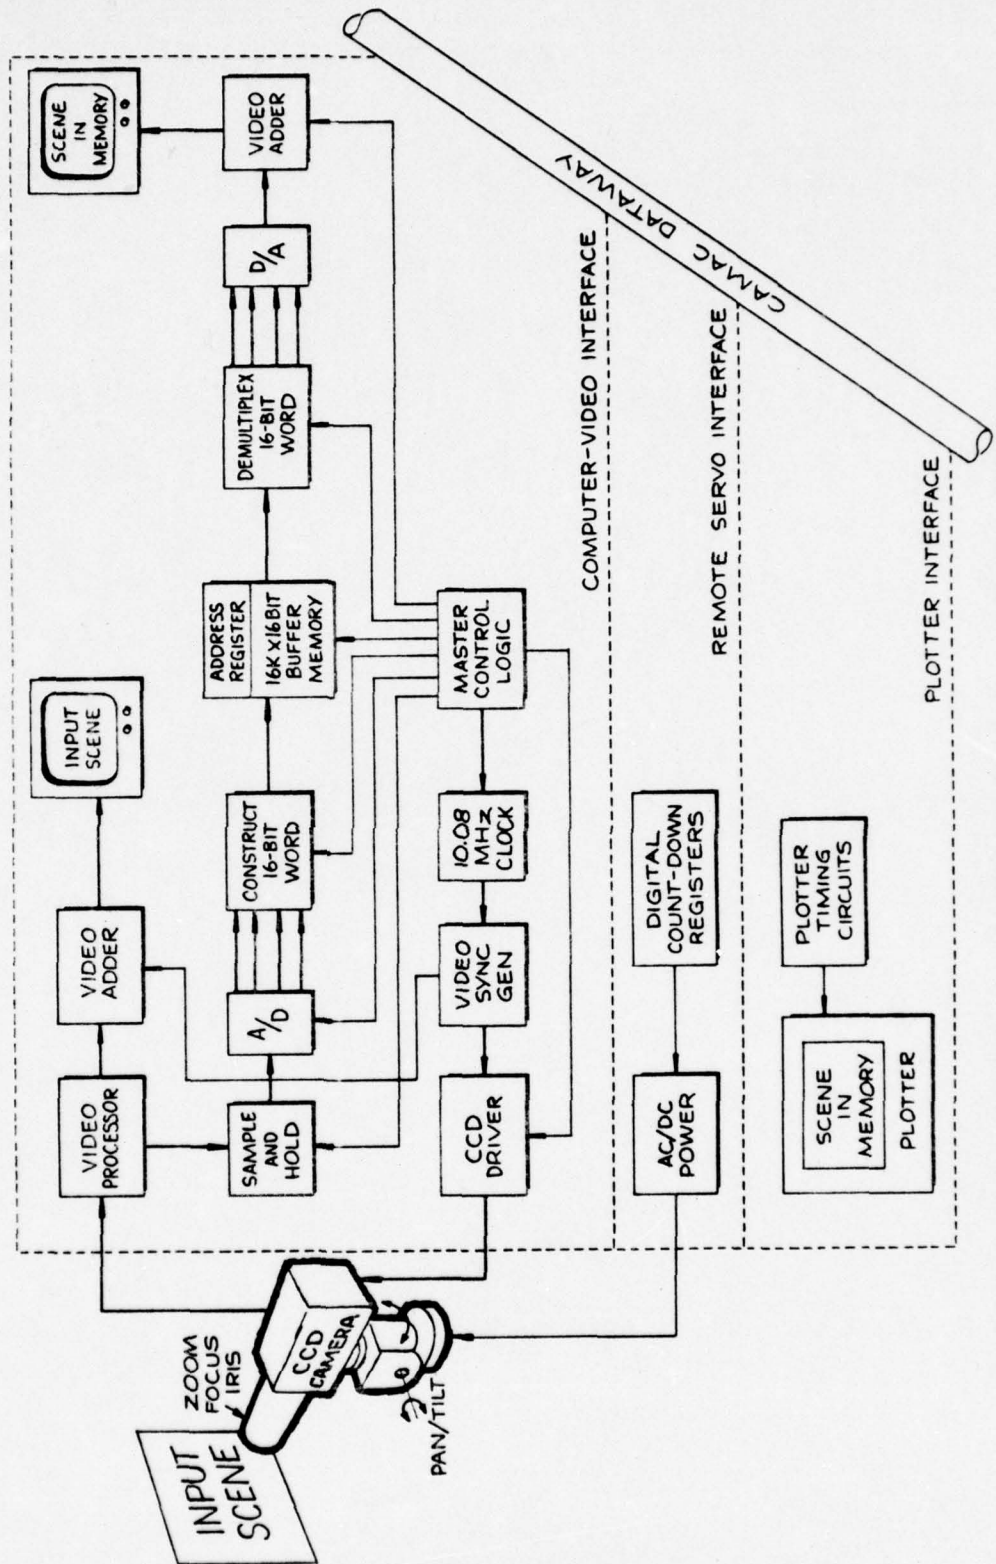 INPUT
SCENE
ZOOM
FOCUS
IRIS
CCD
CAMERA
θ
PAN/TILT
VIDEO
PROCESSOR
VIDEO
ADDER
INPUT
SCENE
SCENE
IN
MEMORY
SAMPLE
AND
HOLD
A/D
CONSTRUCT
16-BIT
WORD
ADDRESS
REGISTER
16K X 16BIT
BUFFER
MEMORY
DEMULTIPLEX
16-BIT
WORD
D/A
VIDEO
ADDER
CCD
DRIVER
VIDEO
SYNC
GEN
10.08
MHz
CLOCK
MASTER
CONTROL
LOGIC
COMPUTER-VIDEO INTERFACE
AC/DC
POWER
DIGITAL
COUNT-DOWN
REGISTERS
REMOTE SERVO INTERFACE
SCENE
IN
MEMORY
PLOTTER
PLOTTER
TIMING
CIRCUITS
PLOTTER INTERFACE
CAMAC DATAWAY